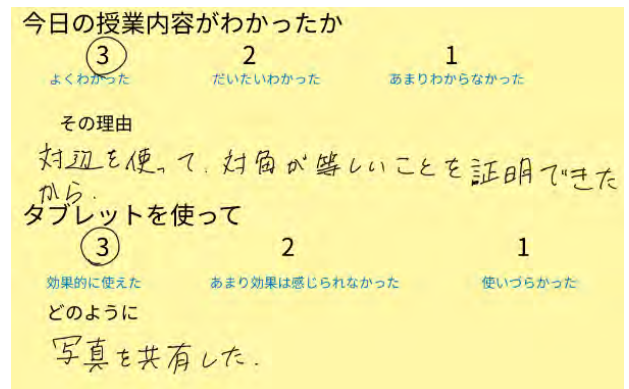 今日の授業内容がわかったか
3 2 1
よくわかった だいたいわかった あまりわからなかった
その理由
対辺を使って、対角が等しいことを証明できた
から.
タブレットを使って
3 2 1
効果的に使えた あまり効果は感じられなかった 使いづらかった
どのように
写真を共有した.